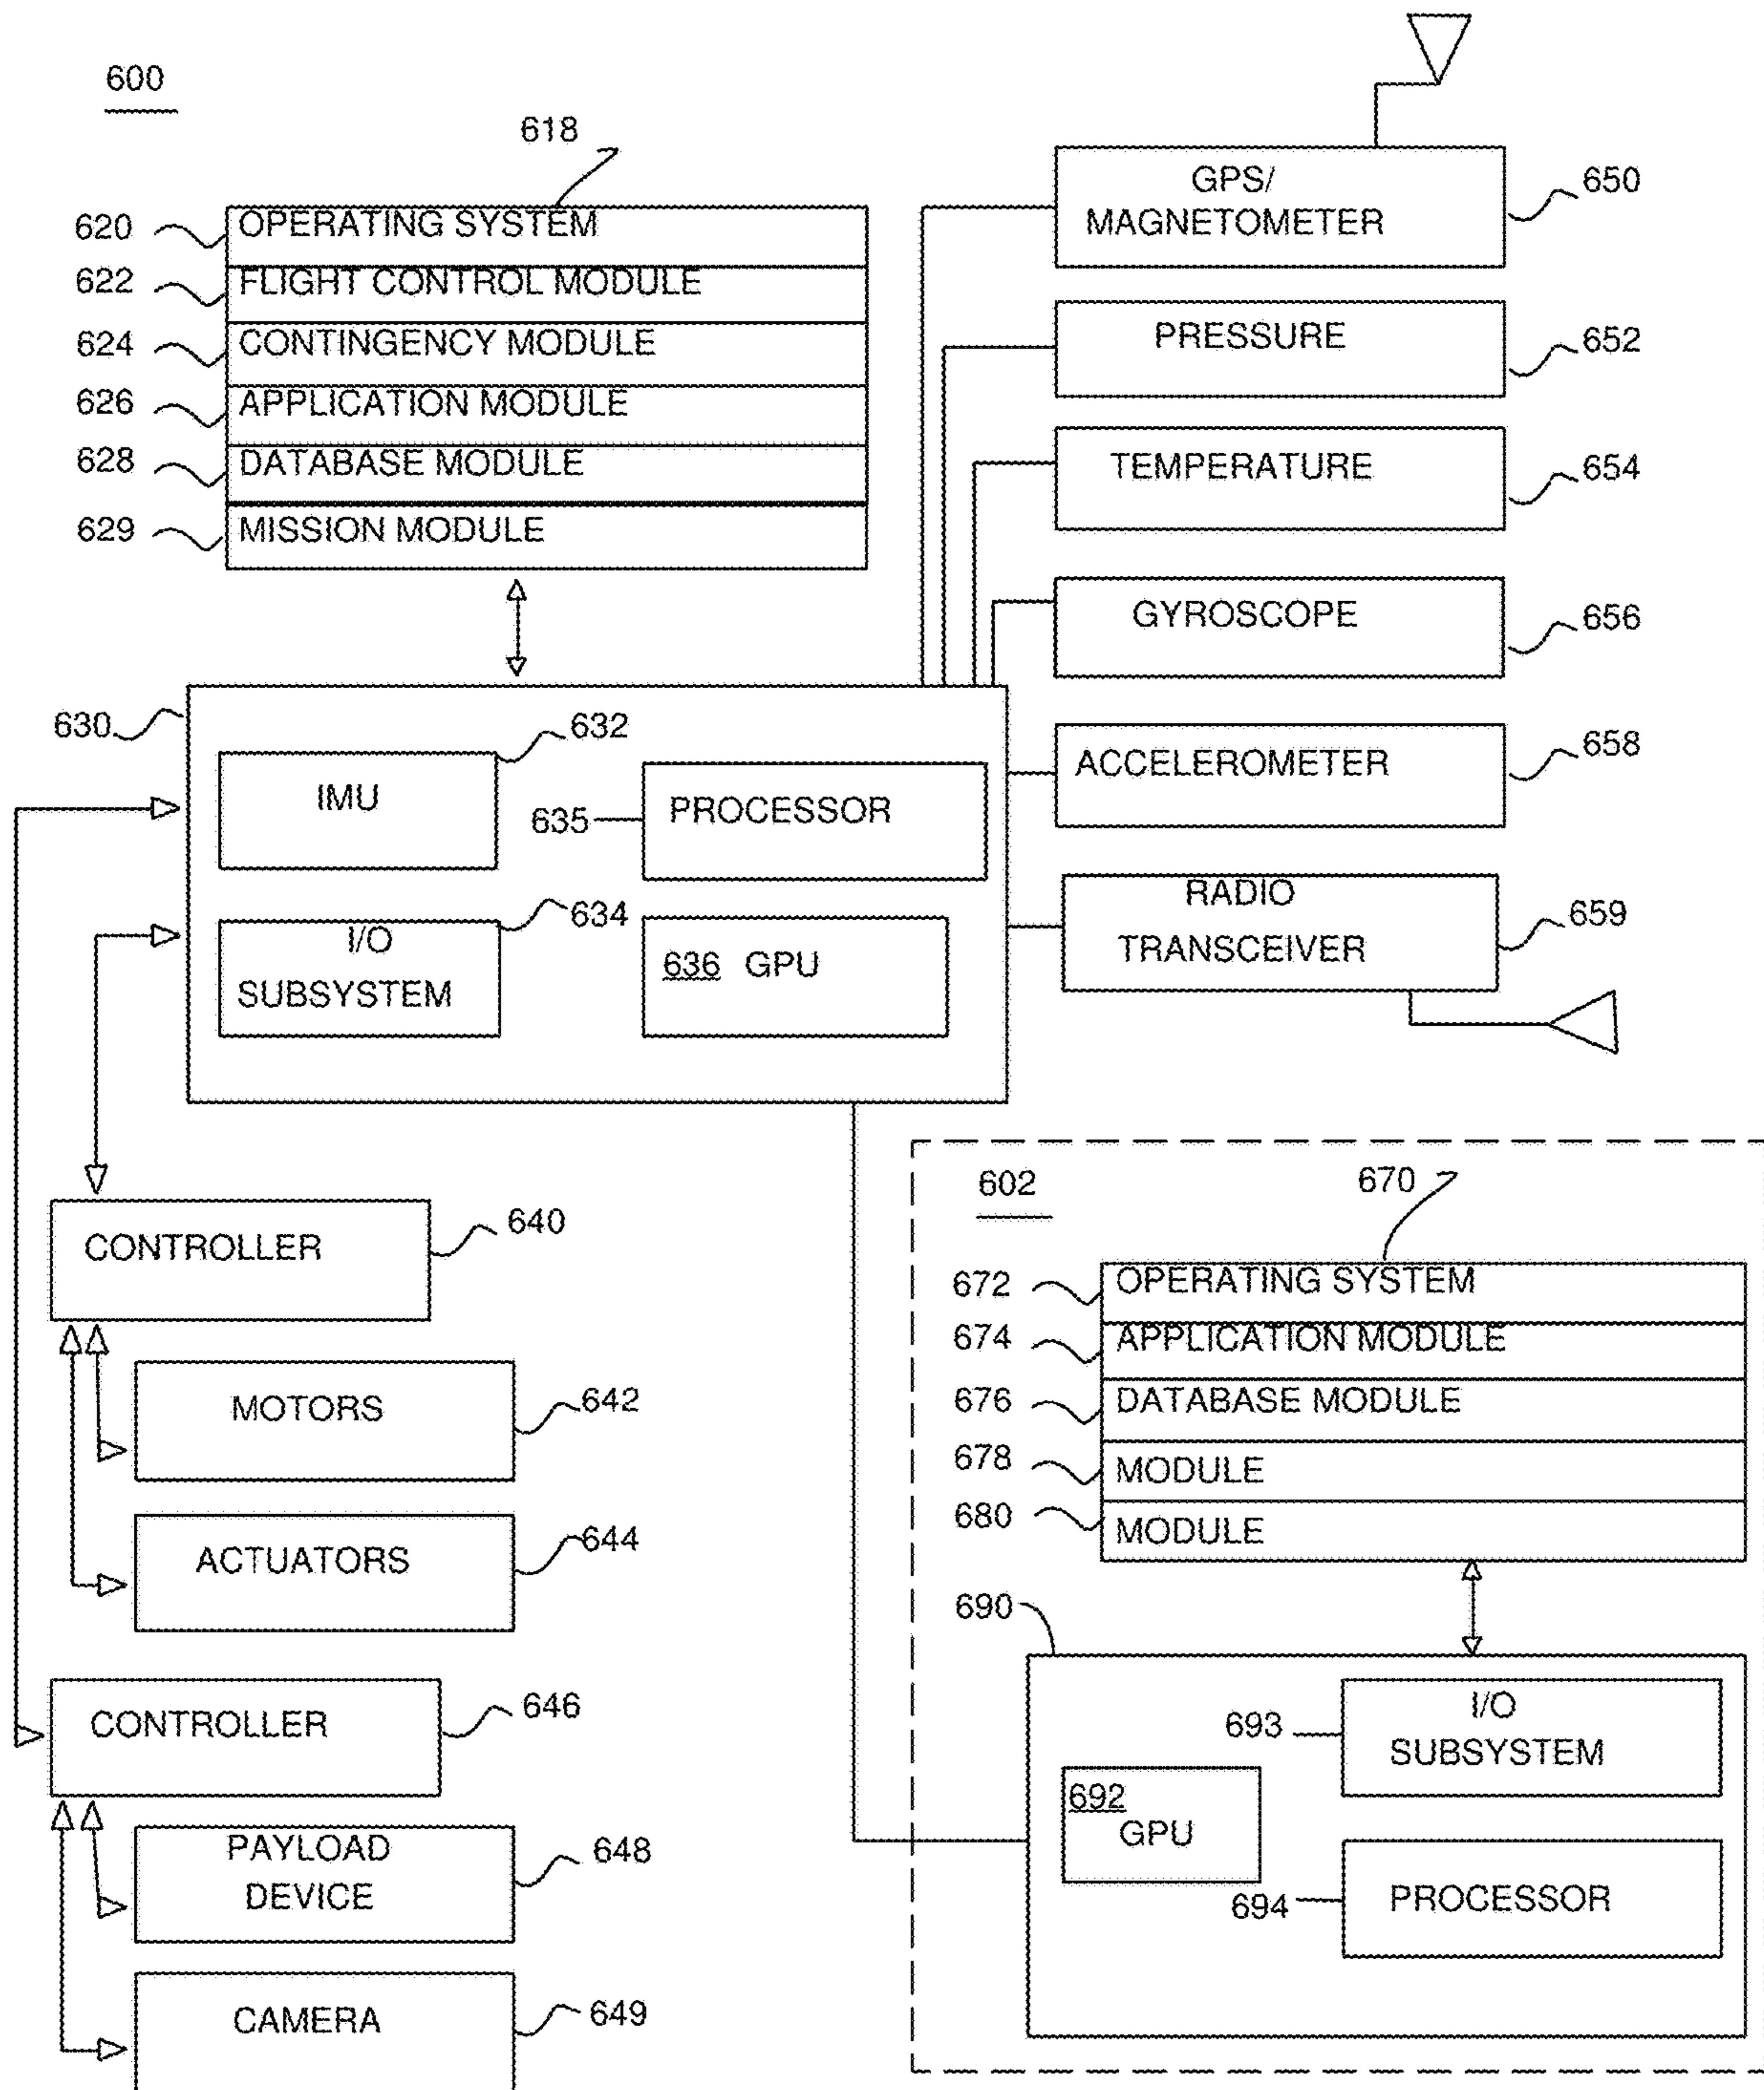 600
618
620 OPERATING SYSTEM
622 FLIGHT CONTROL MODULE
624 CONTINGENCY MODULE
626 APPLICATION MODULE
628 DATABASE MODULE
629 MISSION MODULE
GPS/
MAGNETOMETER
650
PRESSURE 652
TEMPERATURE 654
GYROSCOPE 656
ACCELEROMETER 658
RADIO
TRANSCEIVER
659
630
632
IMU
635 PROCESSOR
634
I/O
SUBSYSTEM
636 GPU
640
CONTROLLER
MOTORS 642
ACTUATORS 644
646
CONTROLLER
PAYLOAD
DEVICE
648
CAMERA 649
602
670
672 OPERATING SYSTEM
674 APPLICATION MODULE
676 DATABASE MODULE
678 MODULE
680 MODULE
690
693
I/O
SUBSYSTEM
692
GPU
694 PROCESSOR